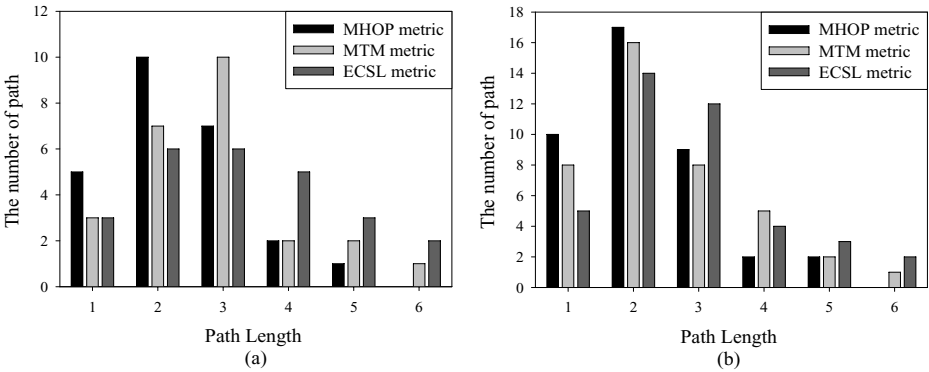 12
10
8
6
4
2
0
The number of path
MHOP metric
MTM metric
ECSL metric
1 2 3 4 5 6
Path Length
(a)
18
16
14
12
10
8
6
4
2
0
The number of path
MHOP metric
MTM metric
ECSL metric
1 2 3 4 5 6
Path Length
(b)